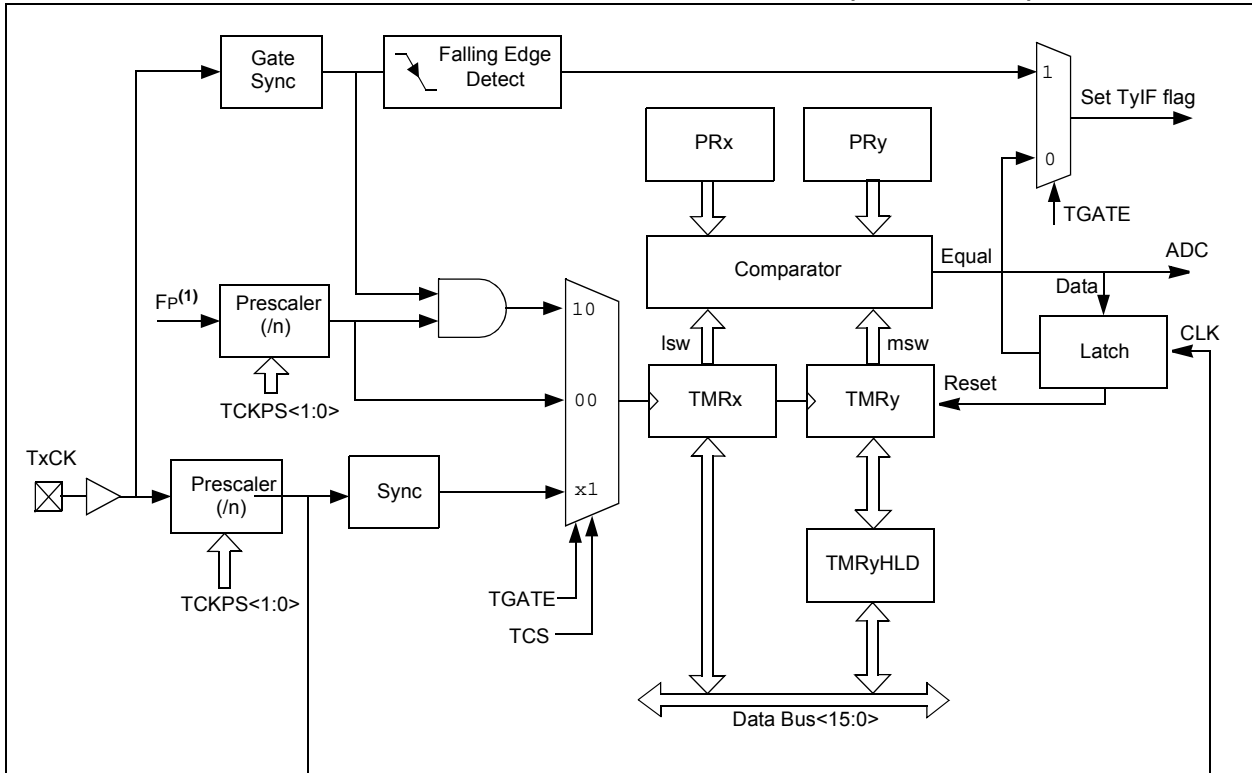 Gate
Sync
Falling Edge
Detect
1
Set TyIF flag
PRx
PRy
0
TGATE
ADC
Comparator
Equal
Data
FP(1)
Prescaler
(/n)
10
lsw
msw
Latch
CLK
TCKPS<1:0>
00
TMRx
TMRy
Reset
TxCK
Prescaler
(/n)
Sync
x1
TMRyHLD
TCKPS<1:0>
TGATE
TCS
Data Bus<15:0>